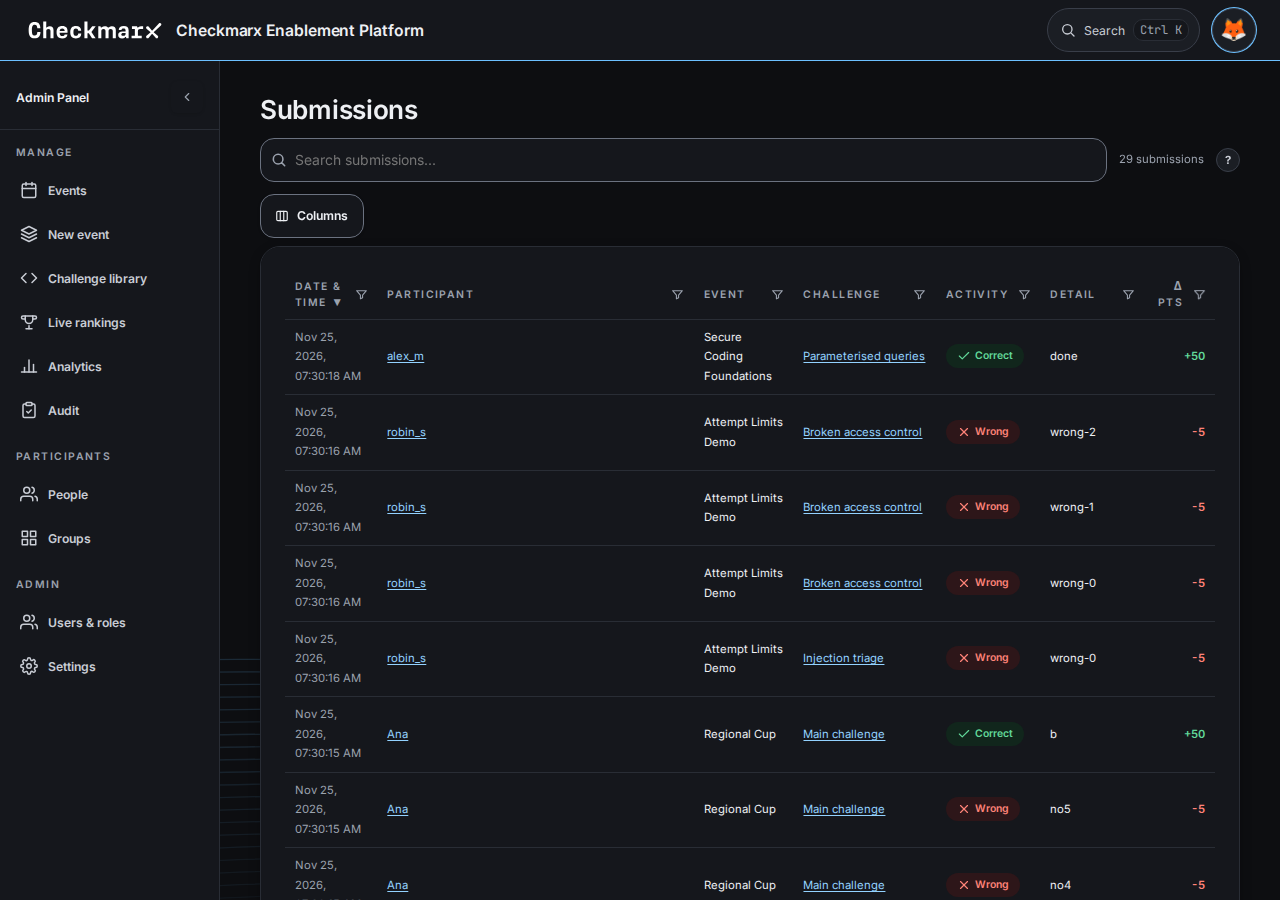 Checkmarx Checkmarx Enablement Platform Search Ctrl K
Admin Panel
MANAGE
Events
New event
Challenge library
Live rankings
Analytics
Audit
PARTICIPANTS
People
Groups
ADMIN
Users & roles
Settings
Submissions
Search submissions...
29 submissions ?
Columns
DATE & TIME ▼ PARTICIPANT EVENT CHALLENGE ACTIVITY DETAIL Δ PTS
Nov 25, 2026, 07:30:18 AM alex_m Secure Coding Foundations Parameterised queries Correct done +50
Nov 25, 2026, 07:30:16 AM robin_s Attempt Limits Demo Broken access control Wrong wrong-2 -5
Nov 25, 2026, 07:30:16 AM robin_s Attempt Limits Demo Broken access control Wrong wrong-1 -5
Nov 25, 2026, 07:30:16 AM robin_s Attempt Limits Demo Broken access control Wrong wrong-0 -5
Nov 25, 2026, 07:30:16 AM robin_s Attempt Limits Demo Injection triage Wrong wrong-0 -5
Nov 25, 2026, 07:30:15 AM Ana Regional Cup Main challenge Correct b +50
Nov 25, 2026, 07:30:15 AM Ana Regional Cup Main challenge Wrong no5 -5
Nov 25, 2026, Ana Regional Cup Main challenge Wrong no4 -5